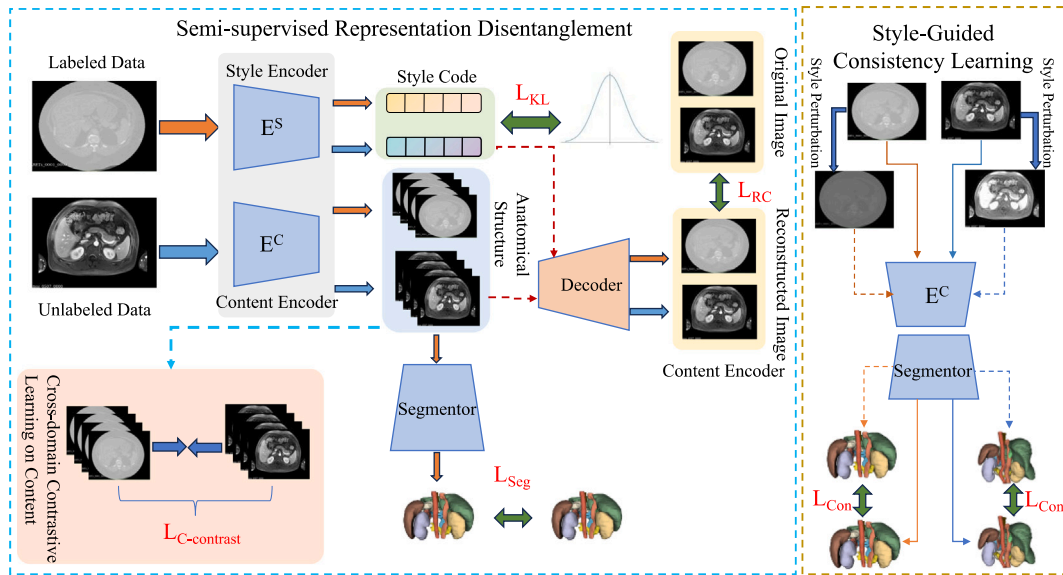 Semi-supervised Representation Disentanglement
Labeled Data
Style Encoder
Style Code
E^S
L_KL
E^C
Content Encoder
Unlabeled Data
Anatomical
Structure
Decoder
Original Image
L_RC
Reconstructed Image
Content Encoder
Cross-domain Contrastive
Learning on Content
L_C-contrast
Segmentor
L_Seg
Style-Guided
Consistency Learning
Style Perturbation
Style Perturbation
E^C
Segmentor
L_Con
L_Con